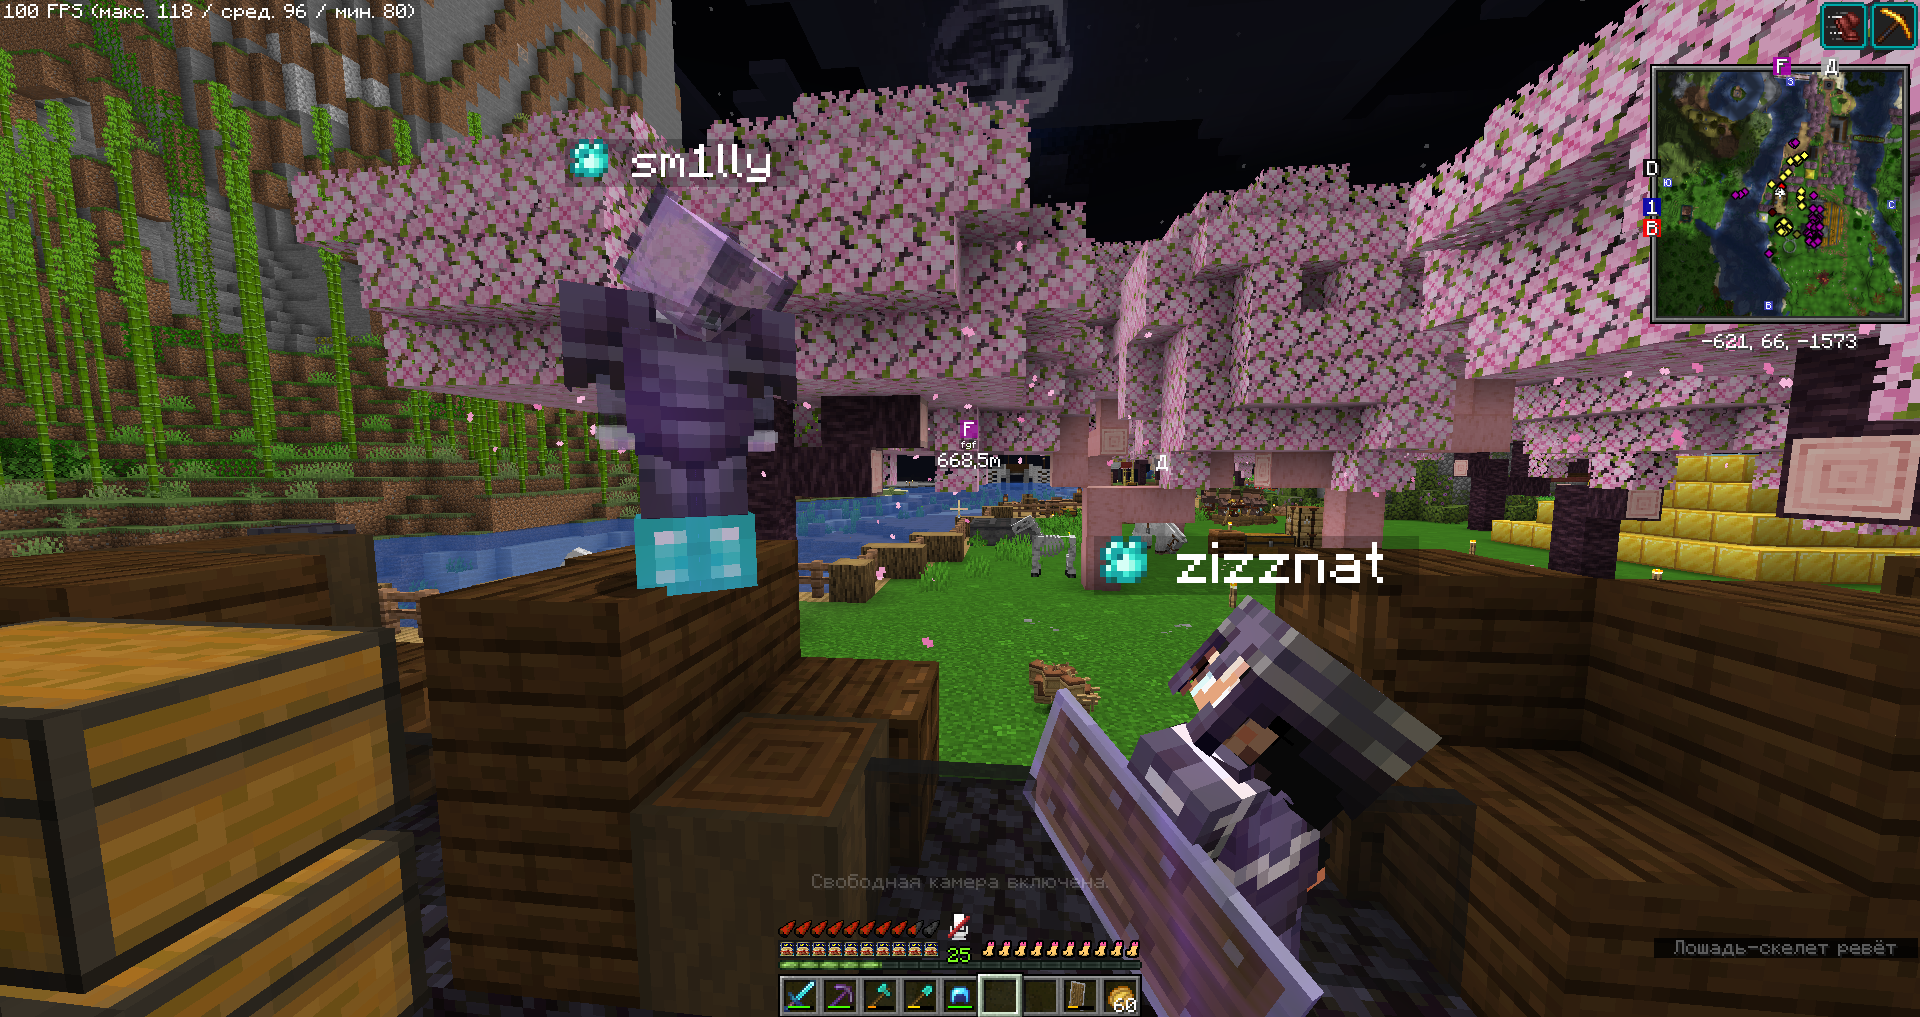 100 FPS (макс. 118 / сред. 96 / мин. 80)
F
Д
З
sm1lly
D
Ю
1
С
В
В
-621, 66, -1573
F
fgf
668,5m
Д
zizznat
Свободная камера включена.
25
Лошадь-скелет ревёт
60